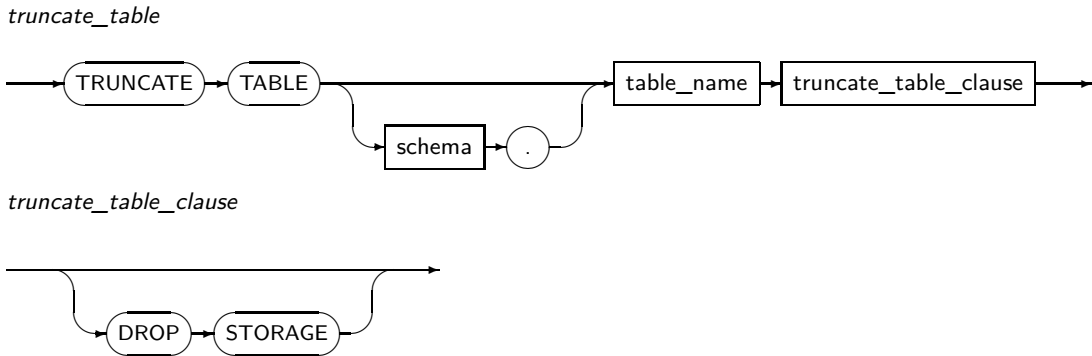 truncate_table
TRUNCATE TABLE table_name truncate_table_clause
schema .
truncate_table_clause
DROP STORAGE